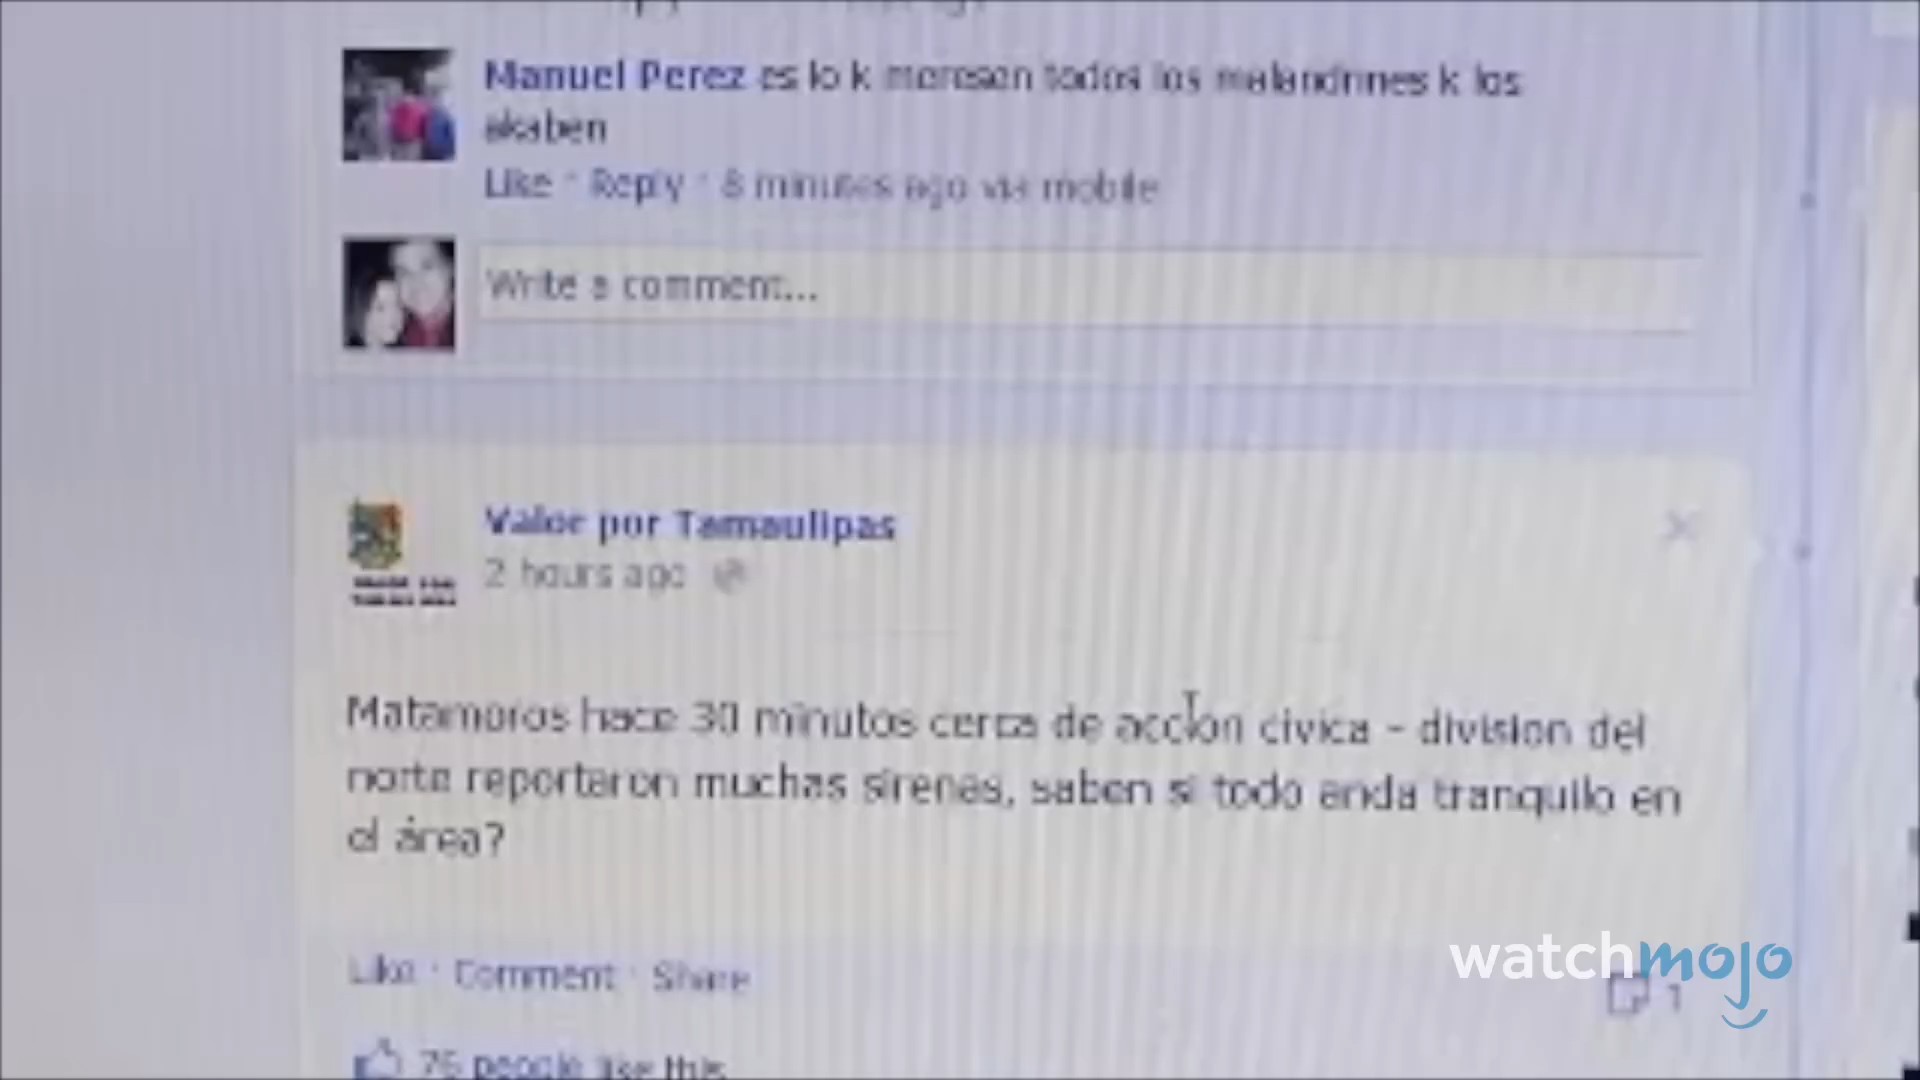 Manuel Perez es lo k meresen todos los malandrines k los
akaben
Like · Reply · 8 minutes ago via mobile
Write a comment...
Valor por Tamaulipas
2 hours ago
Matamoros hace 30 minutos cerca de accion civica - division del
norte reportaron muchas sirenas, saben si todo anda tranquilo en
el área?
Like · Comment · Share
1
76 people like this.
watchmojo